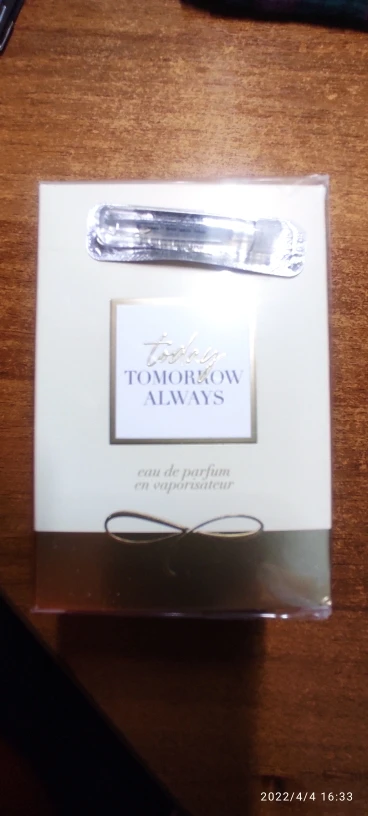 today
TOMORROW
ALWAYS
eau de parfum
en vaporisateur
2022/4/4 16:33